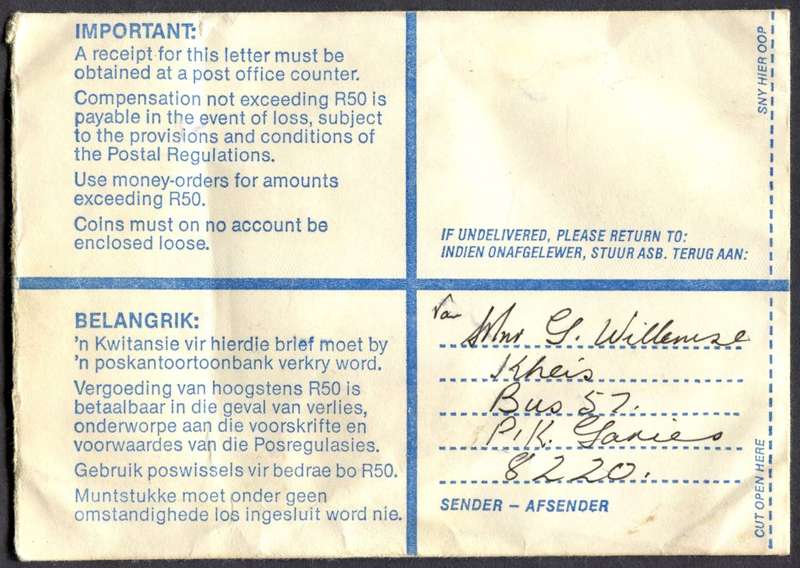 IMPORTANT:
A receipt for this letter must be
obtained at a post office counter.
Compensation not exceeding R50 is
payable in the event of loss, subject
to the provisions and conditions of
the Postal Regulations.
Use money-orders for amounts
exceeding R50.
Coins must on no account be
enclosed loose.
SNY HIER OOP
IF UNDELIVERED, PLEASE RETURN TO:
INDIEN ONAFGELEWER, STUUR ASB. TERUG AAN:
BELANGRIK:
'n Kwitansie vir hierdie brief moet by
'n poskantoortoonbank verkry word.
Vergoeding van hoogstens R50 is
betaalbaar in die geval van verlies,
onderworpe aan die voorskrifte en
voorwaardes van die Posregulasies.
Gebruik poswissels vir bedrae bo R50.
Muntstukke moet onder geen
omstandighede los ingesluit word nie.
Van
Mnr G. Willemse
Kheis
Bus 57.
P.K. Garies
8220.
SENDER – AFSENDER
CUT OPEN HERE